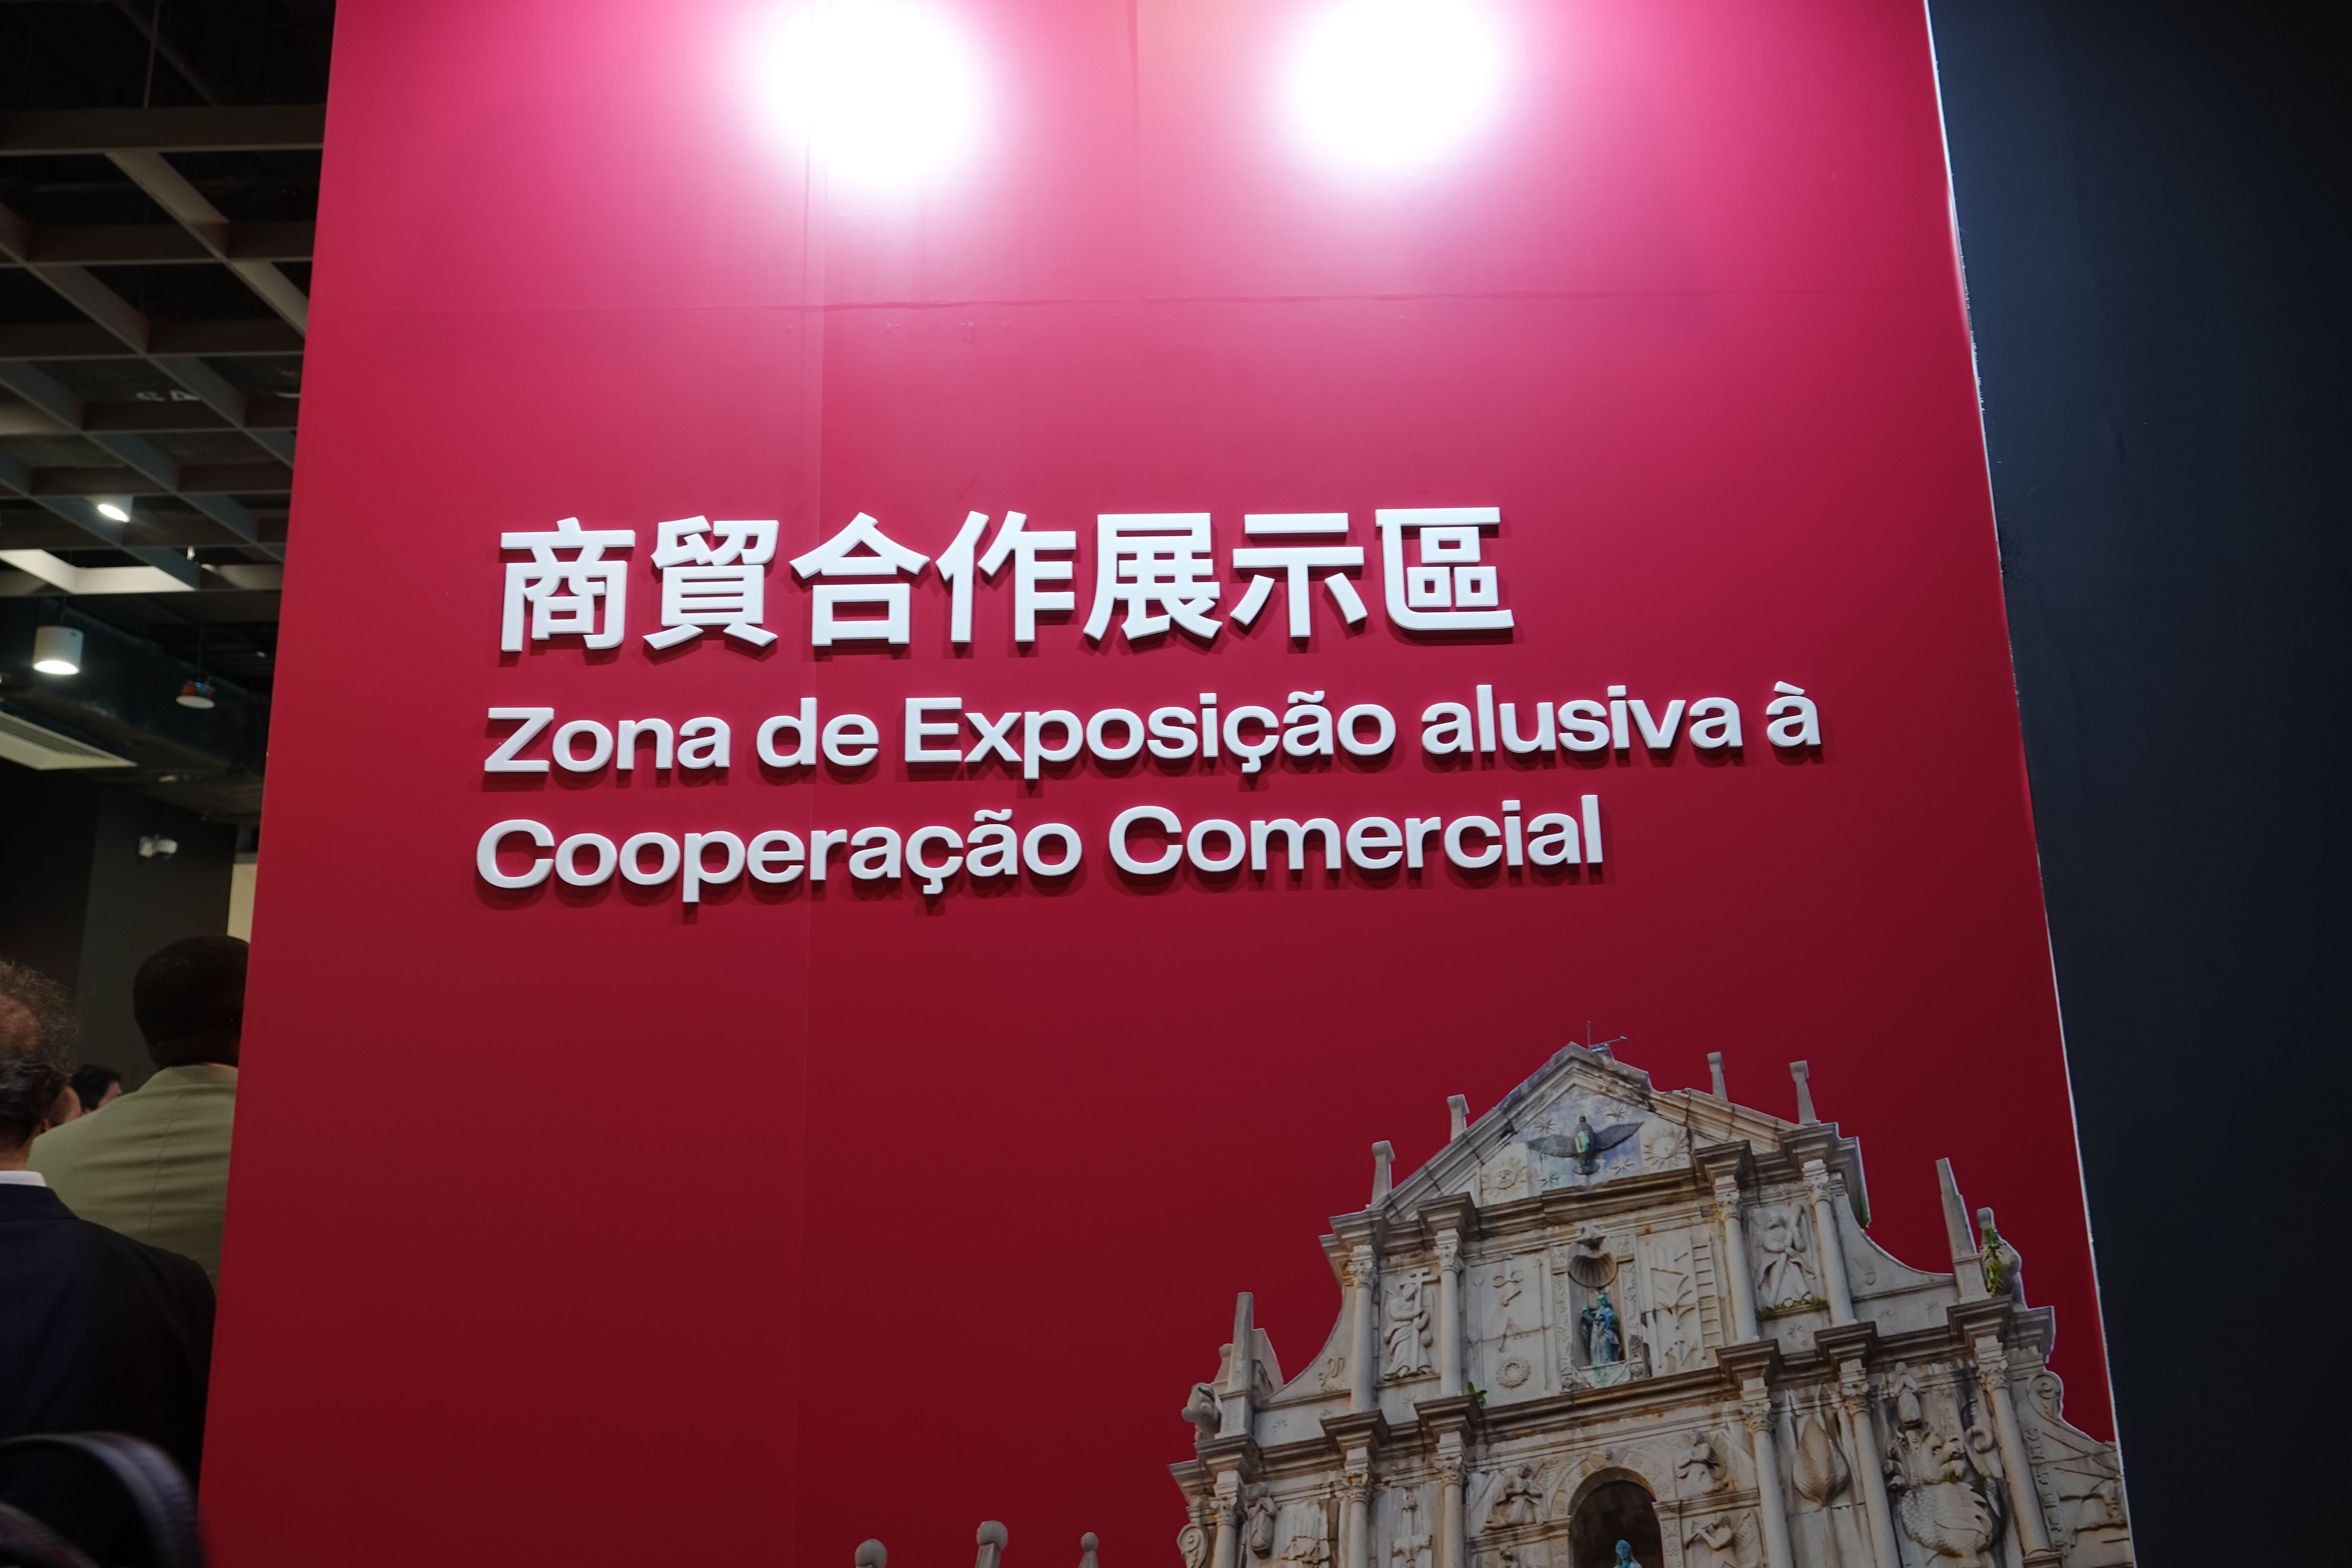 商貿合作展示區
Zona de Exposição alusiva à
Cooperação Comercial